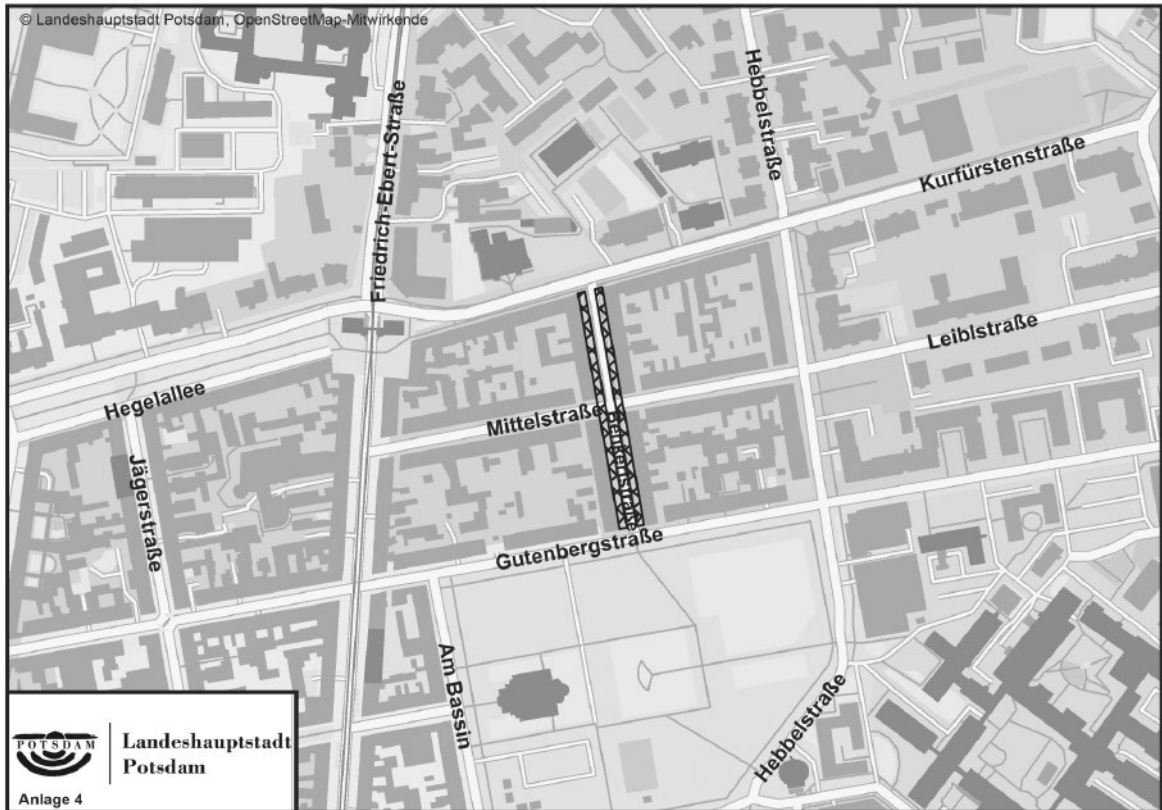 © Landeshauptstadt Potsdam, OpenStreetMap-Mitwirkende
Hebbelstraße
Friedrich-Ebert-Straße
Kurfürstenstraße
Leiblstraße
Hegelallee
Mittelstraße
Benkertstraße
Jägerstraße
Gutenbergstraße
Am Bassin
Hebbelstraße
POTSDAM
Landeshauptstadt
Potsdam
Anlage 4